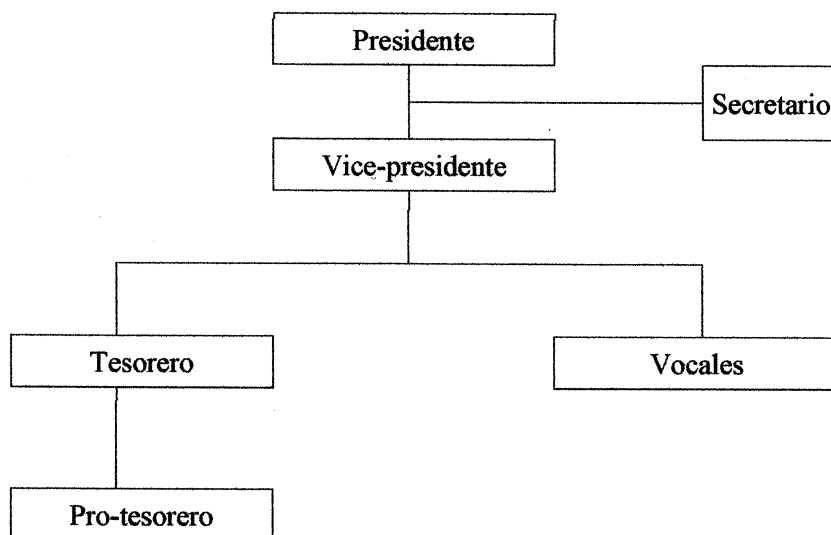 Presidente
Secretario
Vice-presidente
Tesorero
Vocales
Pro-tesorero